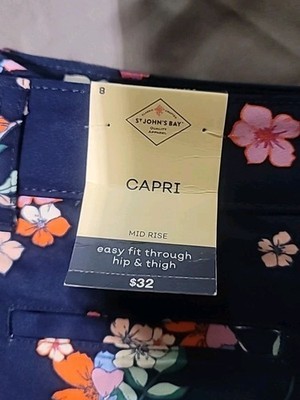 8
ST JOHN'S BAY
QUALITY
APPAREL
CAPRI
MID RISE
easy fit through
hip & thigh
$32